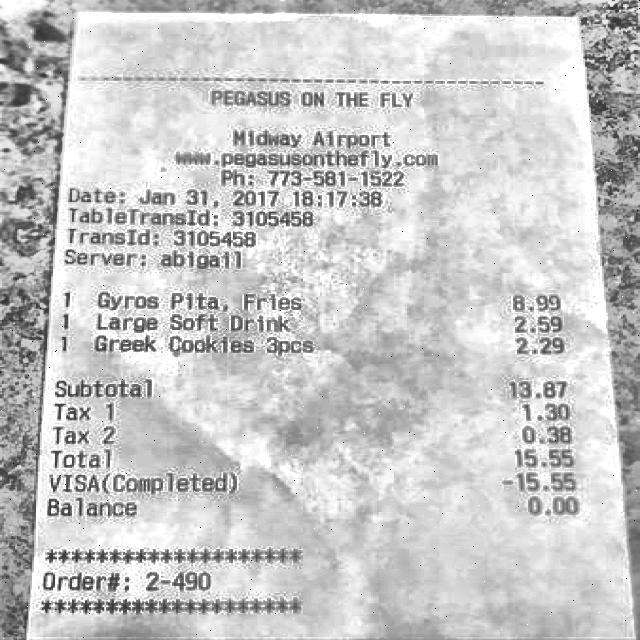 PEGASUS ON THE FLY
Midway Airport
www.pegasusonthefly.com
Ph: 773-581-1522
Date: Jan 31, 2017 18:17:38
TableTransId: 3105458
TransId: 3105458
Server: abigail
1 Gyros Pita, Fries 8.99
1 Large Soft Drink 2.59
1 Greek Cookies 3pcs 2.29
Subtotal 13.87
Tax 1 1.30
Tax 2 0.38
Total 15.55
VISA(Completed) -15.55
Balance 0.00
*********************
Order#: 2-490
*********************